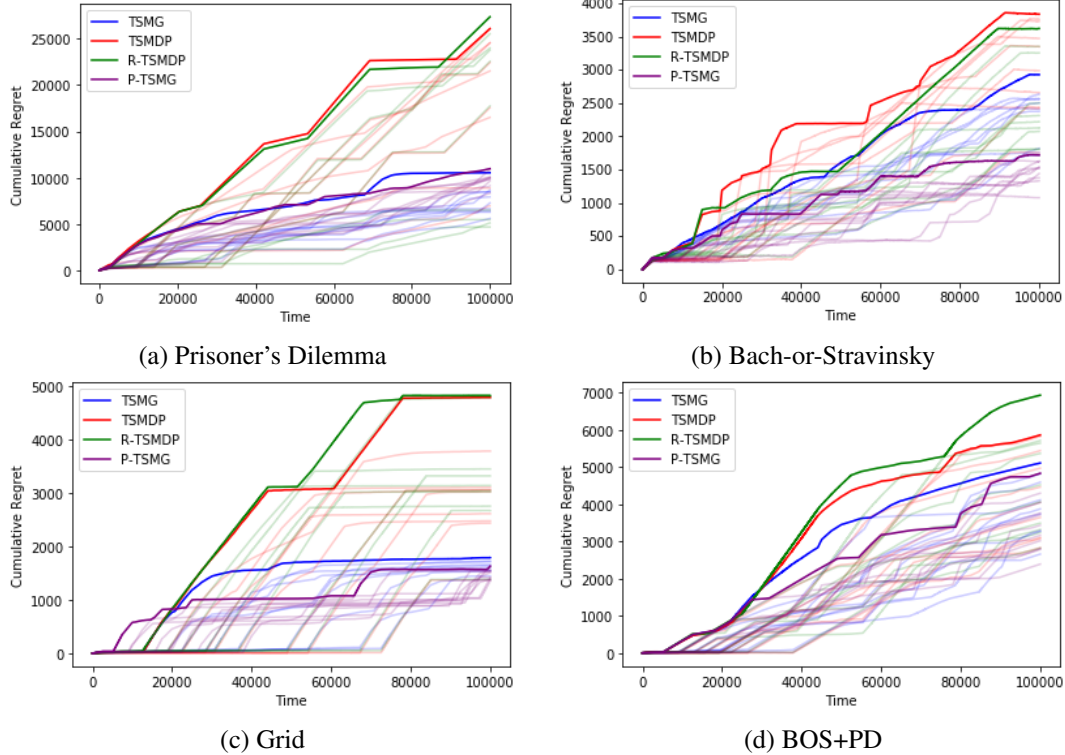 TSMG
TSMDP
R-TSMDP
P-TSMG
Cumulative Regret
25000
20000
15000
10000
5000
0
0 20000 40000 60000 80000 100000
Time
(a) Prisoner's Dilemma
TSMG
TSMDP
R-TSMDP
P-TSMG
Cumulative Regret
4000
3500
3000
2500
2000
1500
1000
500
0
0 20000 40000 60000 80000 100000
Time
(b) Bach-or-Stravinsky
TSMG
TSMDP
R-TSMDP
P-TSMG
Cumulative Regret
5000
4000
3000
2000
1000
0
0 20000 40000 60000 80000 100000
Time
(c) Grid
TSMG
TSMDP
R-TSMDP
P-TSMG
Cumulative Regret
7000
6000
5000
4000
3000
2000
1000
0
0 20000 40000 60000 80000 100000
Time
(d) BOS+PD